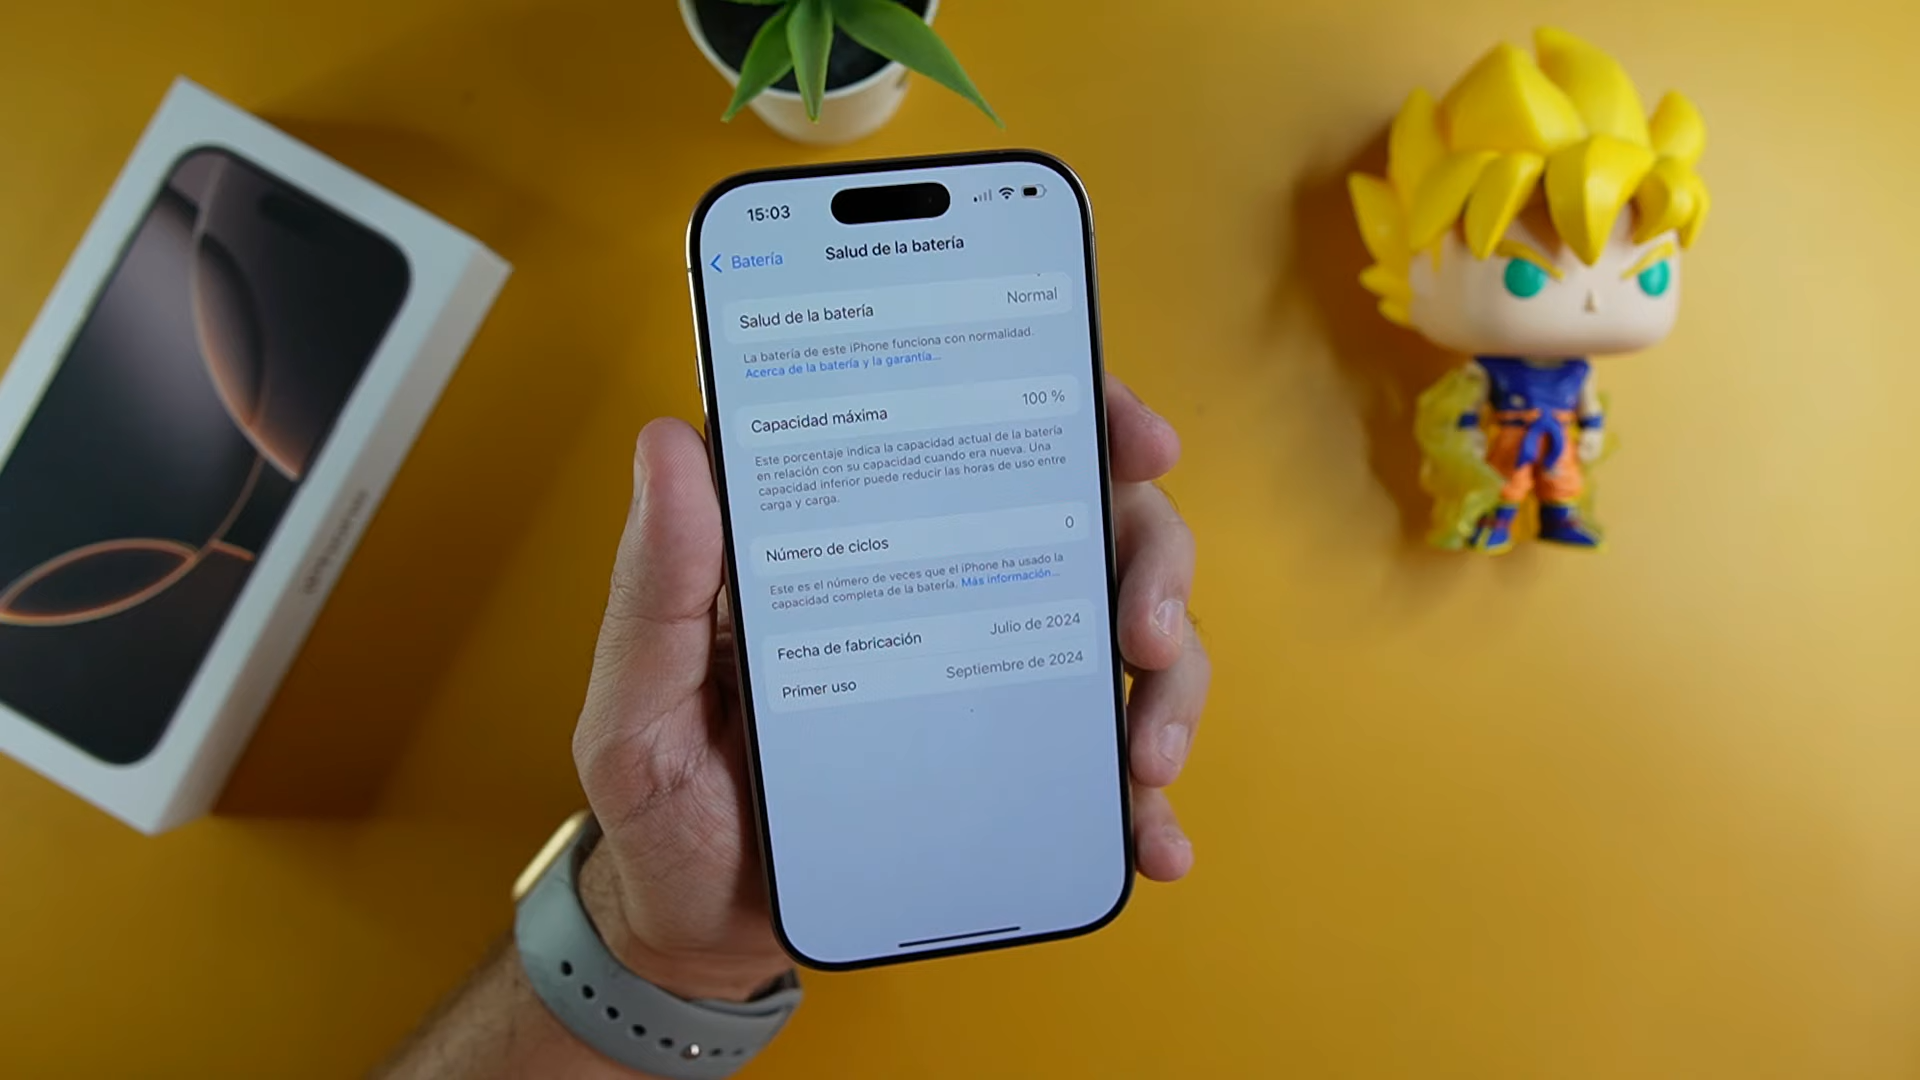 15:03
Batería
Salud de la batería
Salud de la batería Normal
La batería de este iPhone funciona con normalidad.
Acerca de la batería y la garantía...
Capacidad máxima 100 %
Este porcentaje indica la capacidad actual de la batería
en relación con su capacidad cuando era nueva. Una
capacidad inferior puede reducir las horas de uso entre
carga y carga.
Número de ciclos 0
Este es el número de veces que el iPhone ha usado la
capacidad completa de la batería. Más información...
Fecha de fabricación Julio de 2024
Primer uso Septiembre de 2024